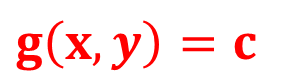 g(x, y) = c